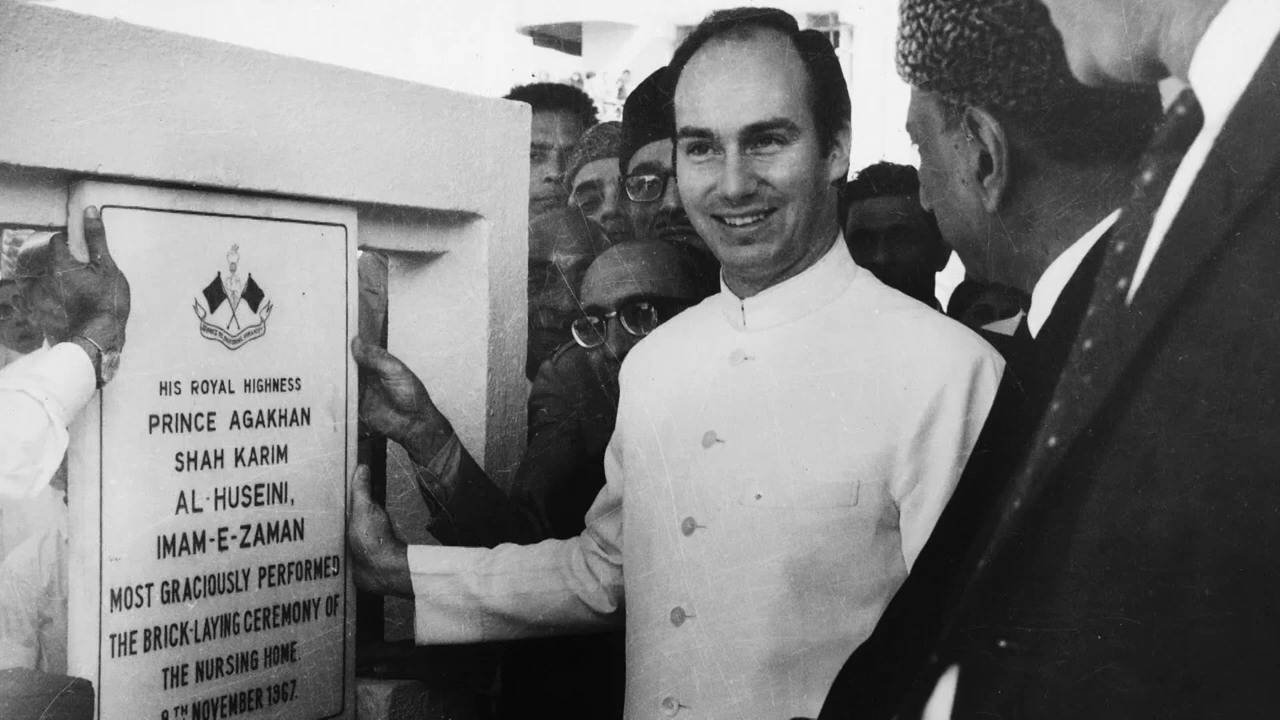 HIS ROYAL HIGHNESS
PRINCE AGAKHAN
SHAH KARIM
AL-HUSEINI,
IMAM-E-ZAMAN
MOST GRACIOUSLY PERFORMED
THE BRICK-LAYING CEREMONY OF
THE NURSING HOME.
9TH NOVEMBER 1967.